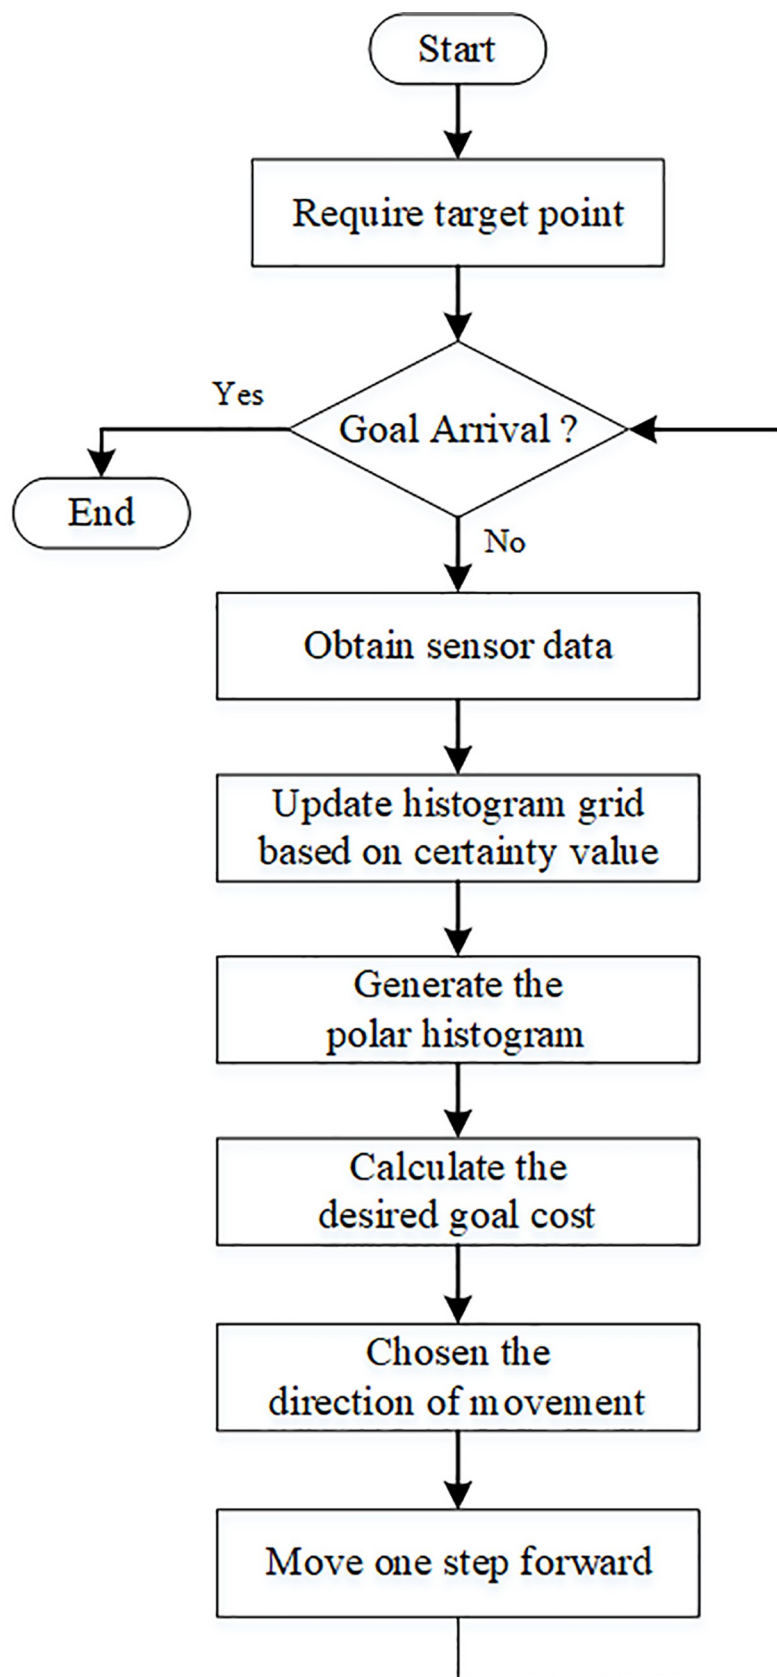 Start
Require target point
Yes
Goal Arrival ?
End
No
Obtain sensor data
Update histogram grid
based on certainty value
Generate the
polar histogram
Calculate the
desired goal cost
Chosen the
direction of movement
Move one step forward